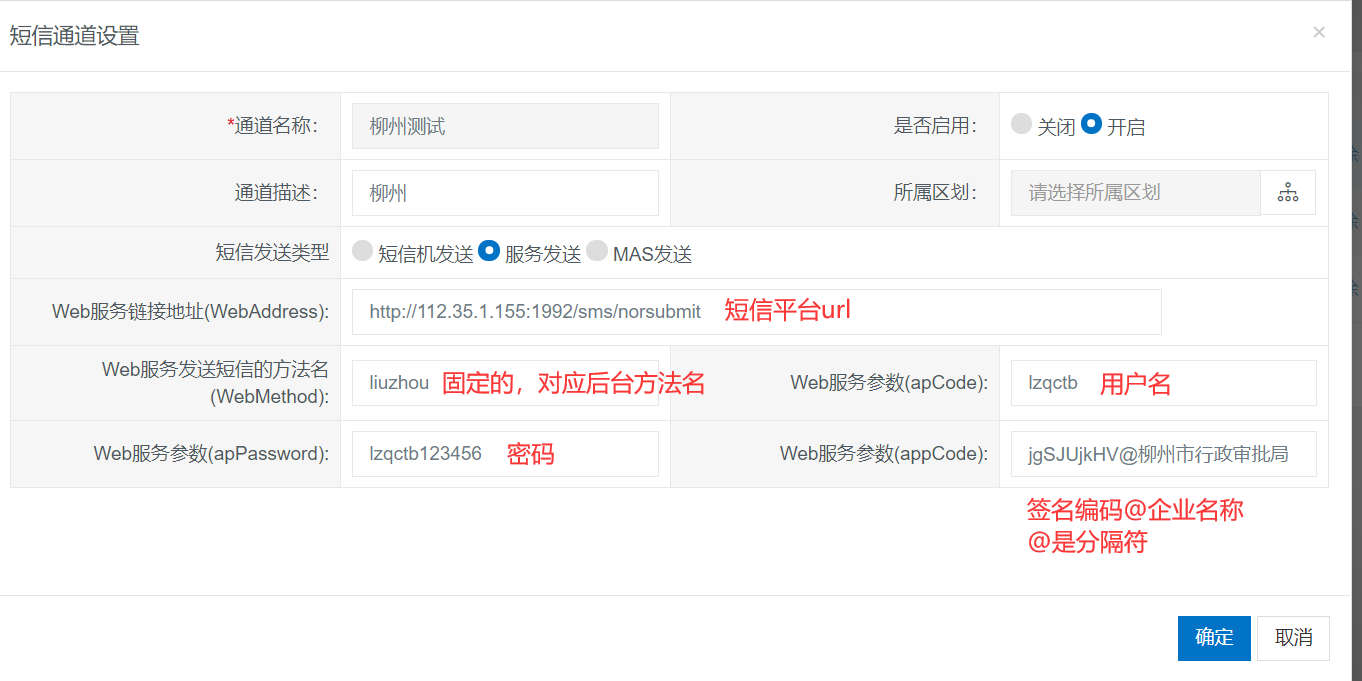 短信通道设置
×
*通道名称: 柳州测试 是否启用: 关闭 开启
通道描述: 柳州 所属区划: 请选择所属区划
短信发送类型 短信机发送 服务发送 MAS发送
Web服务链接地址(WebAddress): http://112.35.1.155:1992/sms/norsubmit 短信平台url
Web服务发送短信的方法名
(WebMethod): liuzhou 固定的，对应后台方法名 Web服务参数(apCode): lzqctb 用户名
Web服务参数(apPassword): lzqctb123456 密码 Web服务参数(appCode): jgSJUjkHV@柳州市行政审批局
签名编码@企业名称
@是分隔符
确定 取消